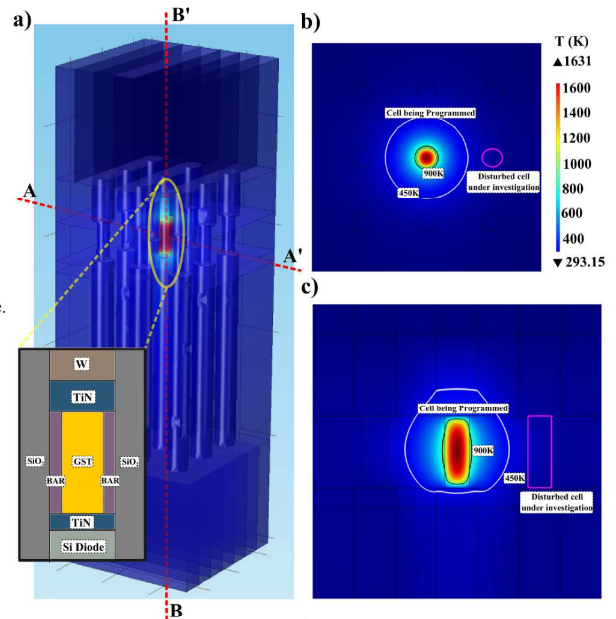 a)
B'
A
A'
e.
W
TiN
SiO₂
BAR
GST
BAR
SiO₂
TiN
Si Diode
B
b)
Cell being Programmed
900K
450K
Disturbed cell
under investigation
T (K)
▲1631
1600
1400
1200
1000
800
600
400
▼293.15
c)
Cell being Programmed
900K
450K
Disturbed cell
under investigation